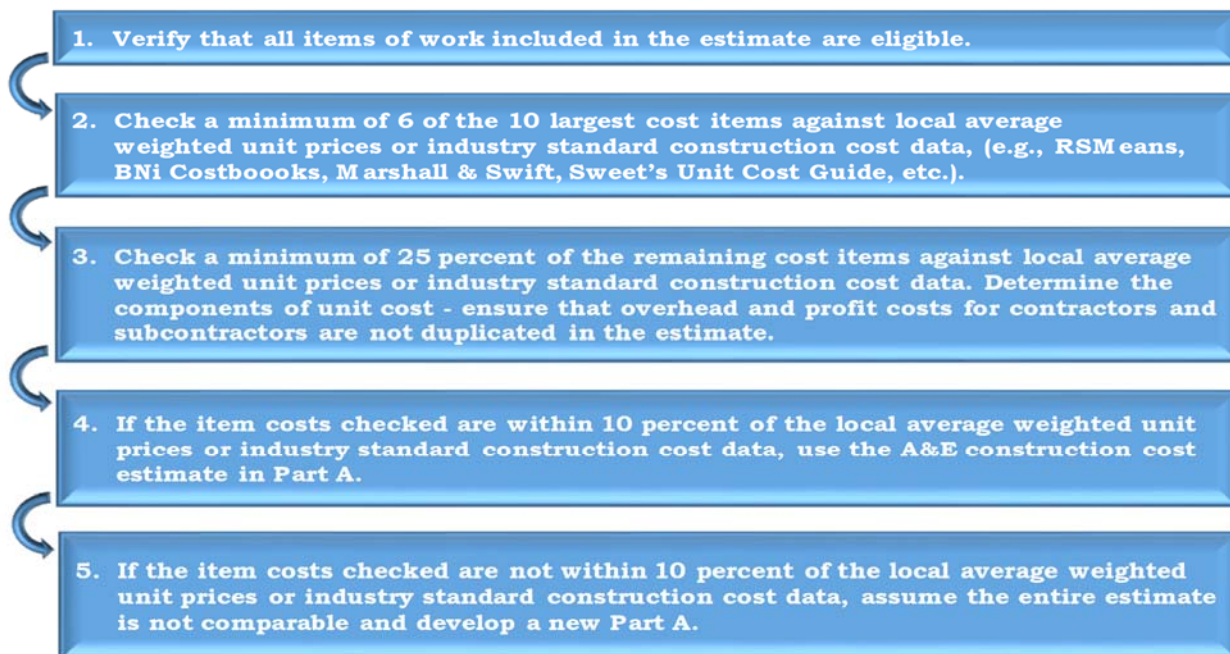 1. Verify that all items of work included in the estimate are eligible.
2. Check a minimum of 6 of the 10 largest cost items against local average
weighted unit prices or industry standard construction cost data, (e.g., RSMeans,
BNi Costboooks, Marshall & Swift, Sweet's Unit Cost Guide, etc.).
3. Check a minimum of 25 percent of the remaining cost items against local average
weighted unit prices or industry standard construction cost data. Determine the
components of unit cost - ensure that overhead and profit costs for contractors and
subcontractors are not duplicated in the estimate.
4. If the item costs checked are within 10 percent of the local average weighted unit
prices or industry standard construction cost data, use the A&E construction cost
estimate in Part A.
5. If the item costs checked are not within 10 percent of the local average weighted
unit prices or industry standard construction cost data, assume the entire estimate
is not comparable and develop a new Part A.